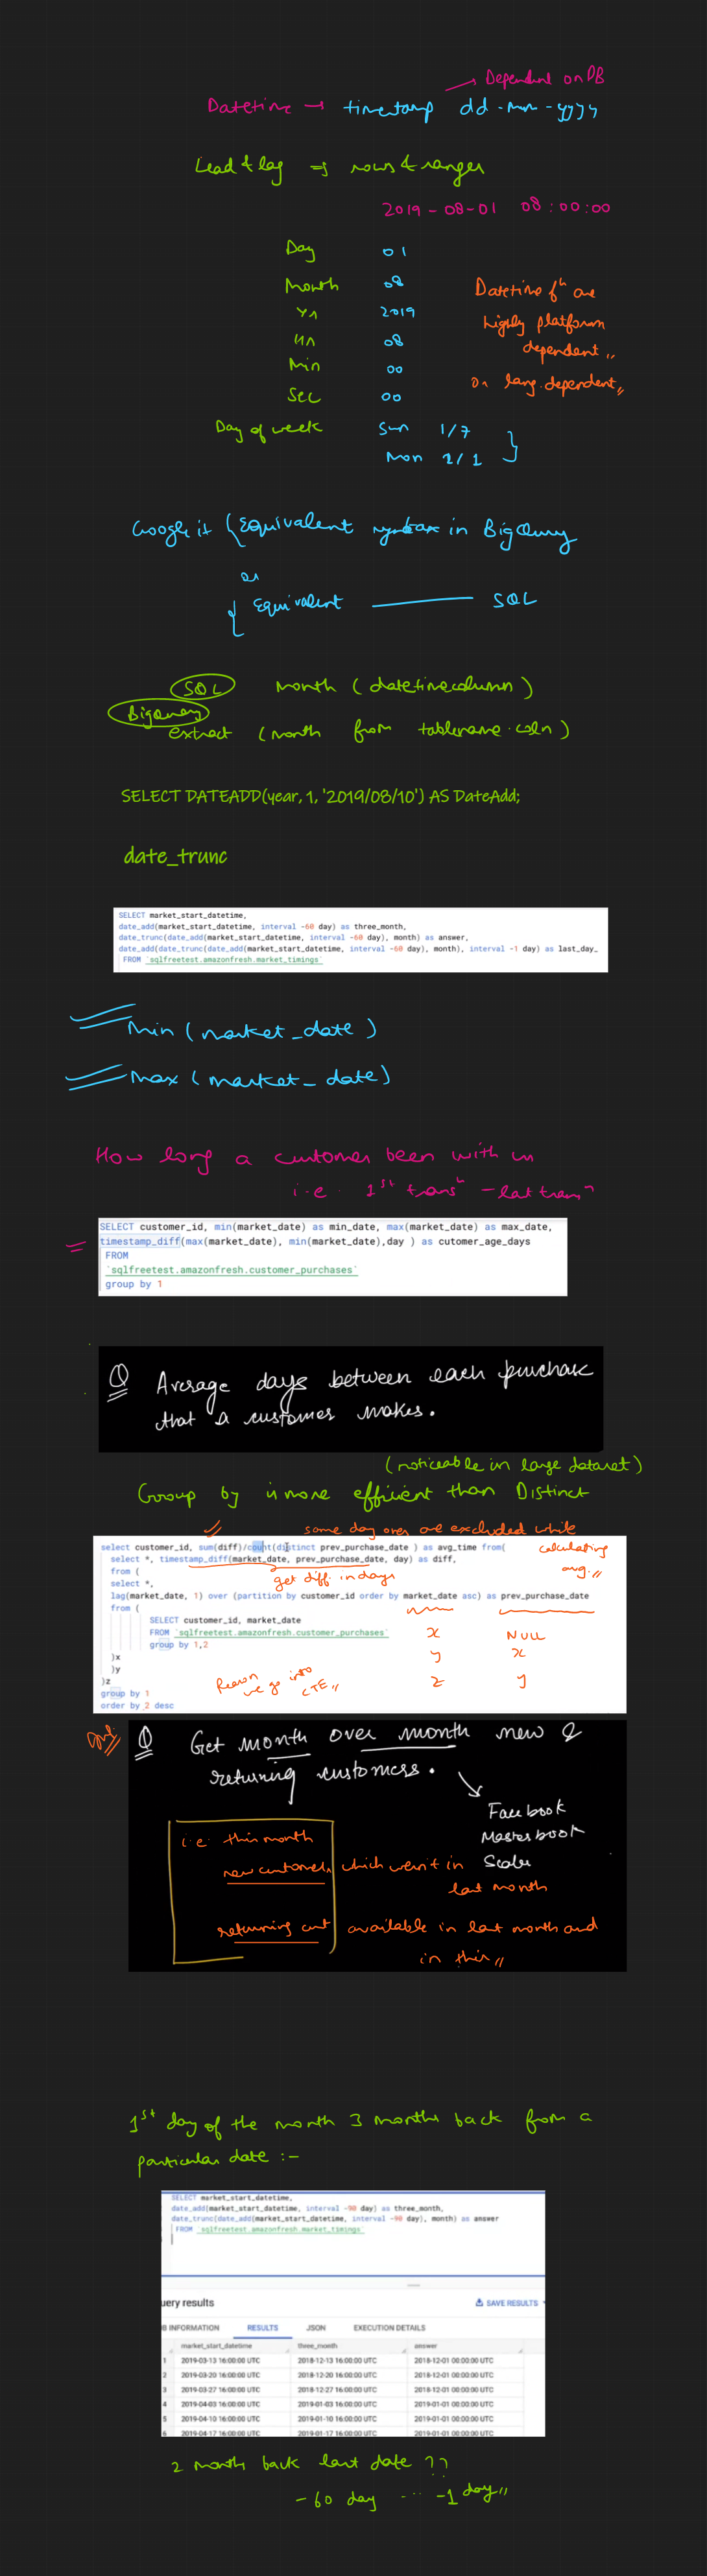 Dependent on DB
Datetime → timestamp dd-mm-yyyy
Lead & lag ⇒ rows & ranges
2019-08-01 08:00:00
Day 01
Month 08
Yr 2019
Hr 08
Min 00
Sec 00
Datetime fⁿ are
highly platform
dependent
or lang. dependent
Day of week Sun 1/7
Mon 2/1
Google it { Equivalent syntax in BigQuery
or
{ Equivalent ——— SQL
SQL month (datetimecolumn)
BigQuery
extract (month from tablename.coln)
SELECT DATEADD(year, 1, '2019/08/10') AS DateAdd;
date_trunc
SELECT market_start_datetime,
date_add(market_start_datetime, interval -60 day) as three_month,
date_trunc(date_add(market_start_datetime, interval -60 day), month) as answer,
date_add(date_trunc(date_add(market_start_datetime, interval -60 day), month), interval -1 day) as last_day_
FROM `sqlfreetest.amazonfresh.market_timings`
Min (market_date)
Max (market_date)
How long a customer been with us
i.e. 1st transⁿ - last transⁿ
SELECT customer_id, min(market_date) as min_date, max(market_date) as max_date,
timestamp_diff(max(market_date), min(market_date),day ) as cutomer_age_days
FROM
`sqlfreetest.amazonfresh.customer_purchases`
group by 1
Q Average days between each purchase
that a customer makes.
(noticeable in large dataset)
Group by is more efficient than Distinct
same day over are excluded while
calculating
avg.
select customer_id, sum(diff)/count(distinct prev_purchase_date ) as avg_time from(
select *, timestamp_diff(market_date, prev_purchase_date, day) as diff,
get diff in days
from (
select *,
lag(market_date, 1) over (partition by customer_id order by market_date asc) as prev_purchase_date
from (
SELECT customer_id, market_date
FROM `sqlfreetest.amazonfresh.customer_purchases`
group by 1,2
)x
)y
)z
group by 1
order by 2 desc
x NULL
y x
z y
Reason
we go into
CTE
Q Get month over month new &
returning customers.
Facebook
Masterbook
Scaler
i.e. this month
new customers which weren't in
last month
returning cust available in last month and
in this
1st day of the month 3 months back from a
particular date :-
SELECT market_start_datetime,
date_add(market_start_datetime, interval -90 day) as three_month,
date_trunc(date_add(market_start_datetime, interval -90 day), month) as answer
FROM `sqlfreetest.amazonfresh.market_timings`
uery results SAVE RESULTS
B INFORMATION RESULTS JSON EXECUTION DETAILS
market_start_datetime three_month answer
1 2019-03-13 16:00:00 UTC 2018-12-13 16:00:00 UTC 2018-12-01 00:00:00 UTC
2 2019-03-20 16:00:00 UTC 2018-12-20 16:00:00 UTC 2018-12-01 00:00:00 UTC
3 2019-03-27 16:00:00 UTC 2018-12-27 16:00:00 UTC 2018-12-01 00:00:00 UTC
4 2019-04-03 16:00:00 UTC 2019-01-03 16:00:00 UTC 2019-01-01 00:00:00 UTC
5 2019-04-10 16:00:00 UTC 2019-01-10 16:00:00 UTC 2019-01-01 00:00:00 UTC
6 2019-04-17 16:00:00 UTC 2019-01-17 16:00:00 UTC 2019-01-01 00:00:00 UTC
2 month back last date ??
-60 day ... -1 day